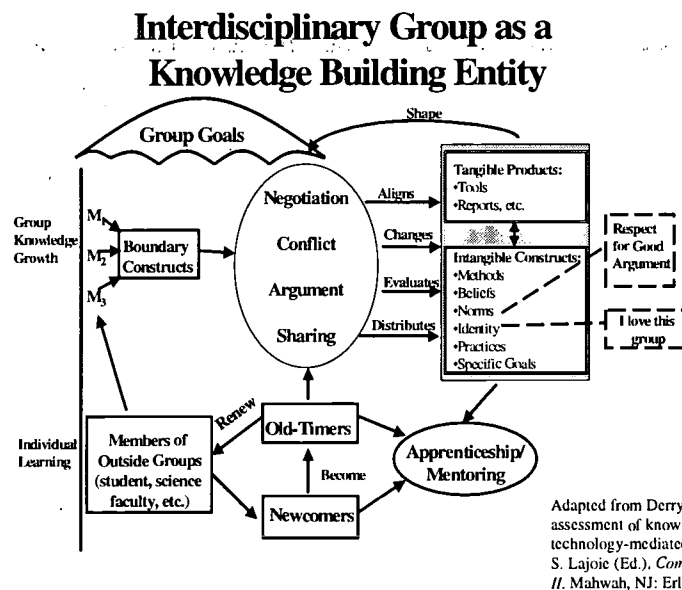 Interdisciplinary Group as a
Knowledge Building Entity
Shape
Group Goals
Tangible Products:
•Tools
•Reports, etc.
Negotiation
Conflict
Argument
Sharing
Aligns
Changes
Evaluates
Distributes
Group
Knowledge
Growth
M1
M2
M3
Boundary
Constructs
Intangible Constructs:
•Methods
•Beliefs
•Norms
•Identity
•Practices
•Specific Goals
Respect
for Good
Argument
I love this
group
Individual
Learning
Members of
Outside Groups
(student, science
faculty, etc.)
Renew
Old-Timers
Become
Newcomers
Apprenticeship/
Mentoring
Adapted from Derry
assessment of know
technology-mediated
S. Lajoie (Ed.), Com
II. Mahwah, NJ: Erl